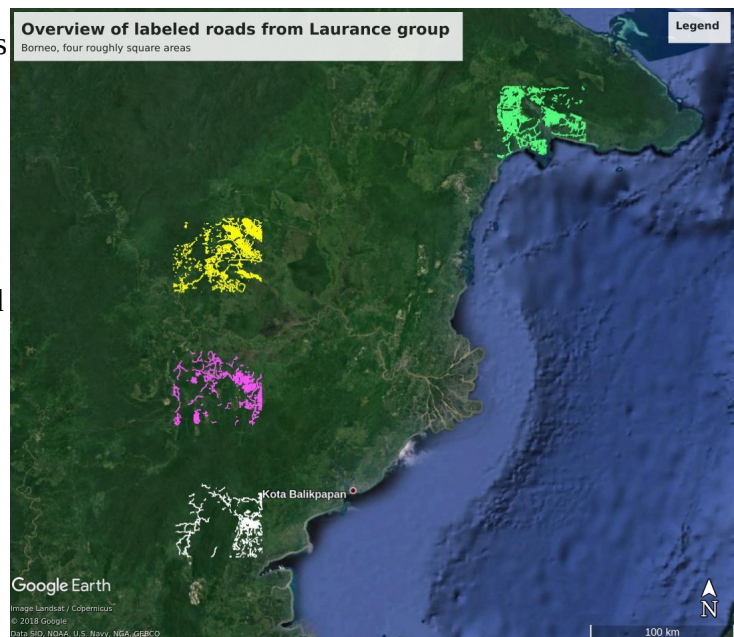 s
Overview of labeled roads from Laurance group
Borneo, four roughly square areas
Legend
l
Kota Balikpapan
Google Earth
Image Landsat / Copernicus
© 2018 Google
Data SIO, NOAA, U.S. Navy, NGA, GEBCO
N
100 km